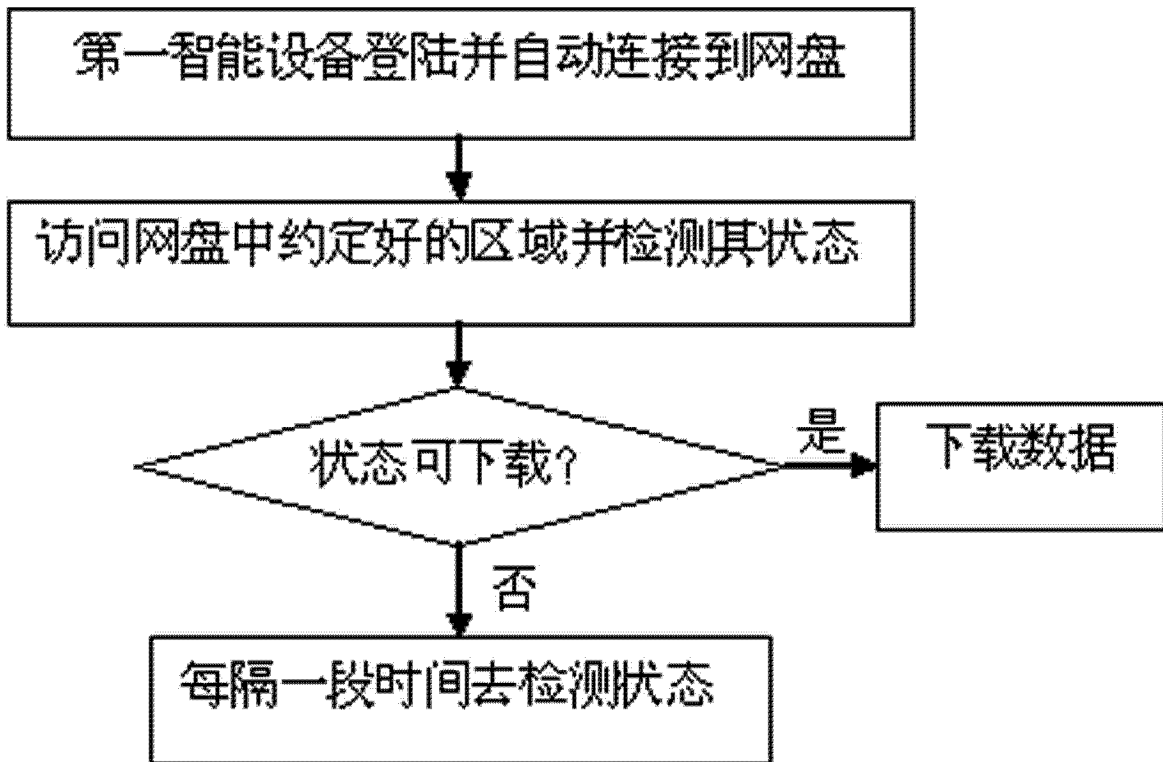 第一智能设备登陆并自动连接到网盘
访问网盘中约定好的区域并检测其状态
状态可下载?
是
下载数据
否
每隔一段时间去检测状态